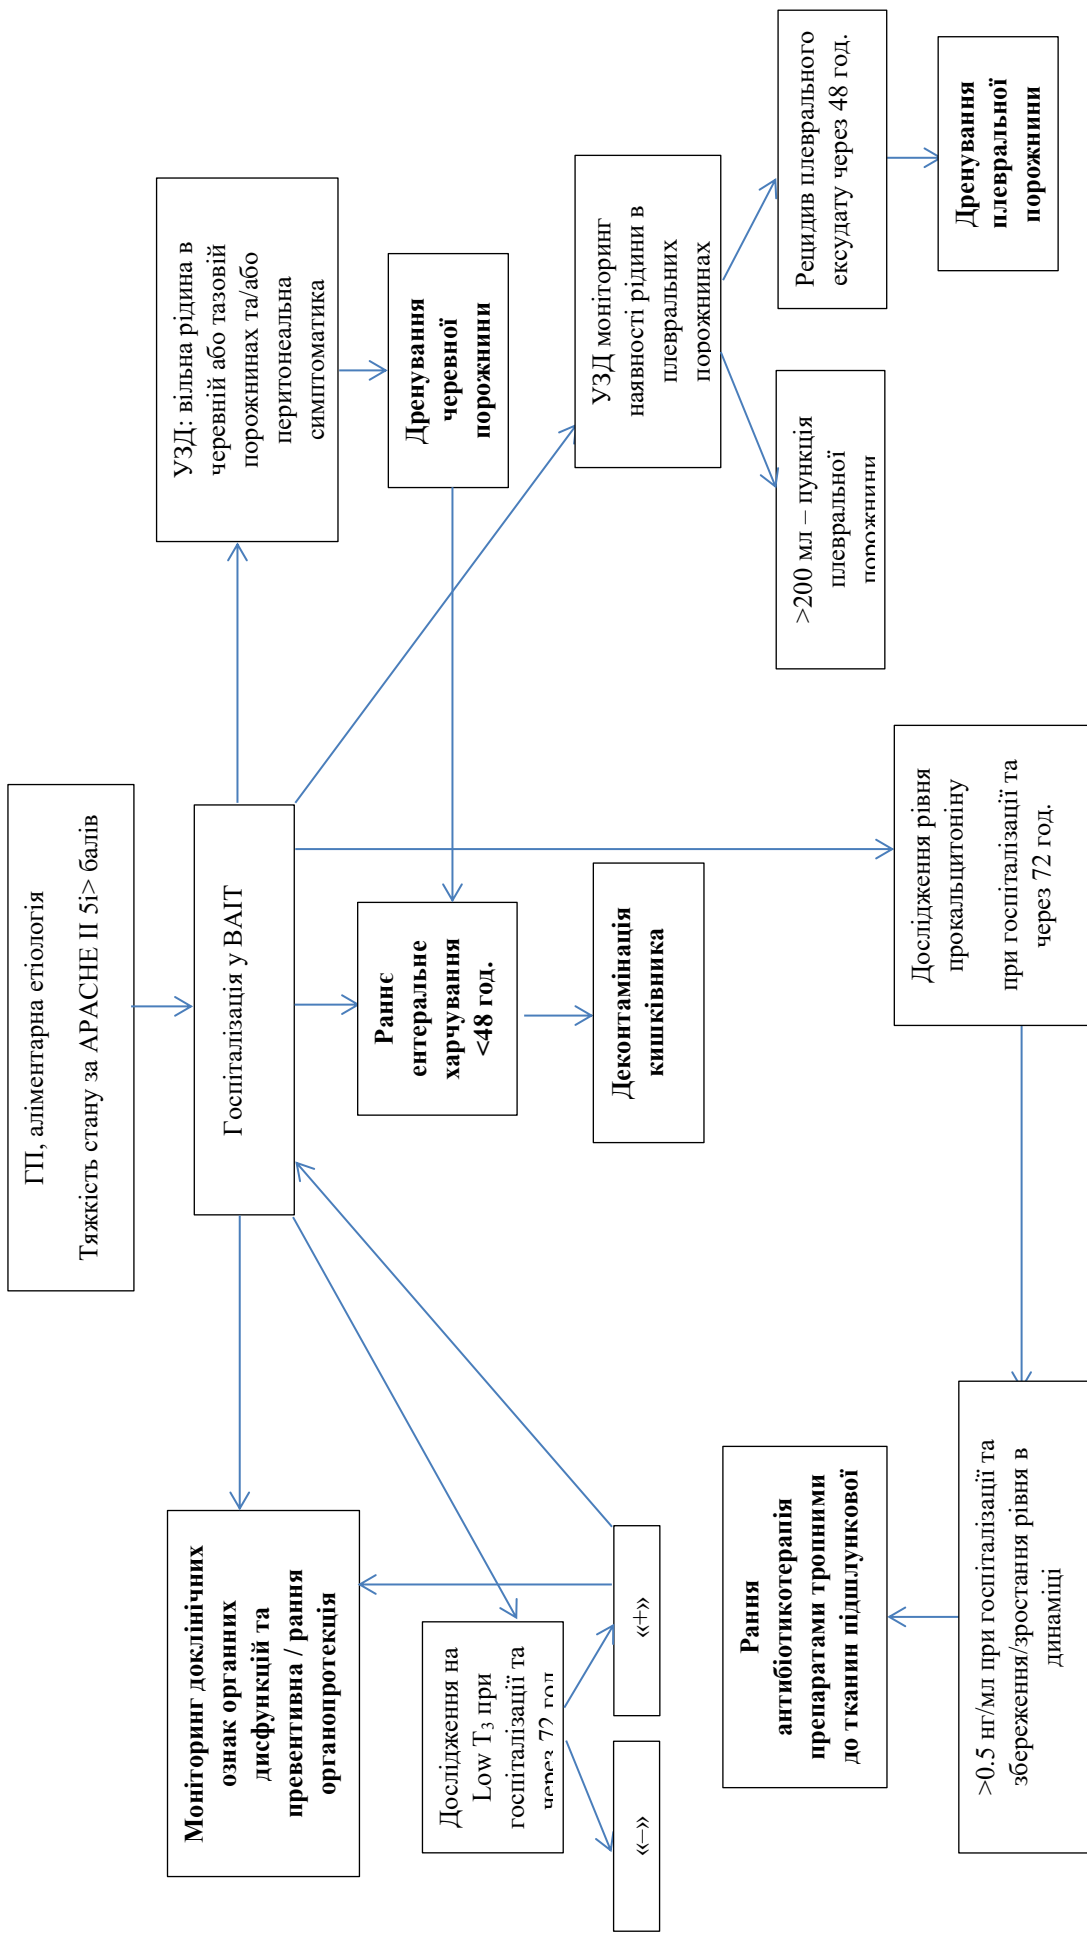 ГП, аліментарна етіологія
Тяжкість стану за APACHE II 5і> балів
Госпіталізація у ВАІТ
Моніторинг доклінічних
ознак органних
дисфункцій та
превентивна / рання
органопротекція
УЗД: вільна рідина в
черевній або тазовій
порожнинах та/або
перитонеальна
симптоматика
Раннє
ентеральне
харчування
<48 год.
Дренування
черевної
порожнини
Дослідження на
Low T₃ при
госпіталізації та
через 72 год
«–»
«+»
Деконтамінація
кишківника
УЗД моніторинг
наявності рідини в
плевральних
порожнинах
Рання
антибіотикотерапія
препаратами тропними
до тканин підшлункової
>200 мл – пункція
плевральної
порожнини
Рецидив плеврального
ексудату через 48 год.
>0.5 нг/мл при госпіталізації та
збереження/зростання рівня в
динаміці
Дослідження рівня
прокальцитоніну
при госпіталізації та
через 72 год.
Дренування
плевральної
порожнини